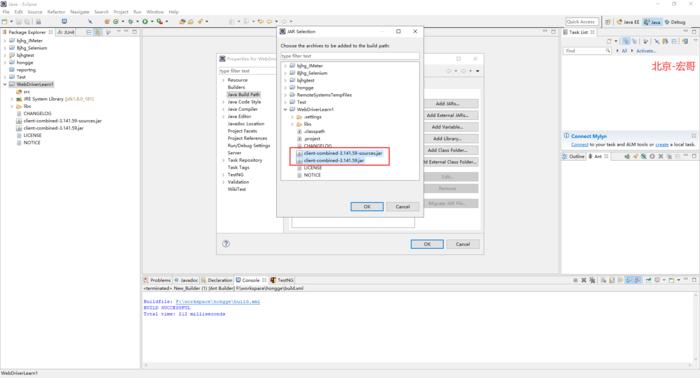 Java - Eclipse
File Edit Source Refactor Navigate Search Project Run Window Help
Quick Access
Java EE
Java
Debug
Package Explorer
JUnit
bjhg_JMeter
Bjhg_Selenium
bjhgtest
hongge
reportng
Test
WebDriverLearn1
src
JRE System Library [jdk1.8.0_181]
libs
CHANGELOG
client-combined-3.141.59-sources.jar
client-combined-3.141.59.jar
LICENSE
NOTICE
Properties for WebDriv
type filter text
Resource
Builders
Java Build Path
Java Code Style
Java Compiler
Java Editor
Javadoc Location
Project Facets
Project References
Run/Debug Settings
Server
Task Repository
Task Tags
TestNG
Validation
WikiText
Add JARs...
Add External JARs...
Add Variable...
Add Library...
Add Class Folder...
d External Class Folder...
Edit...
Remove
Migrate JAR File...
OK
Cancel
JAR Selection
Choose the archives to be added to the build path:
type filter text
bjhg_JMeter
Bjhg_Selenium
bjhgtest
hongge
RemoteSystemsTempFiles
Test
WebDriverLearn1
.settings
libs
.classpath
.project
CHANGELOG
client-combined-3.141.59-sources.jar
client-combined-3.141.59.jar
LICENSE
NOTICE
OK
Cancel
Task List
Find
All
Activate...
北京-宏哥
Connect Mylyn
Connect to your task and ALM tools or create a local task.
Outline
Ant
Problems
Javadoc
Declaration
Console
TestNG
<terminated> New_Builder (1) [Ant Builder] F:\workspace\hongge\build.xml
Buildfile: F:\workspace\hongge\build.xml
BUILD SUCCESSFUL
Total time: 212 milliseconds
WebDriverLearn1